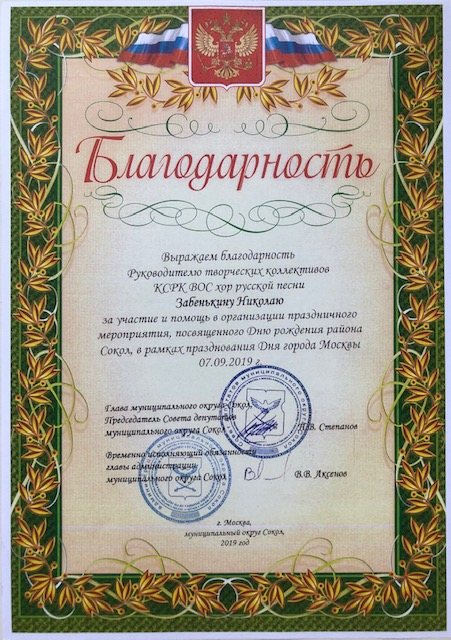 Благодарность
Выражаем благодарность
Руководителю творческих коллективов
КСРК ВОС хор русской песни
Забенькину Николаю
за участие и помощь в организации праздничного
мероприятия, посвященного Дню рождения района
Сокол, в рамках празднования Дня города Москвы
07.09.2019 г.
Глава муниципального округа Сокол,
Председатель Совета депутатов
муниципального округа Сокол
П.В. Степанов
Временно исполняющий обязанности
главы администрации
муниципального округа Сокол
В.В. Аксенов
г. Москва,
муниципальный округ Сокол,
2019 год